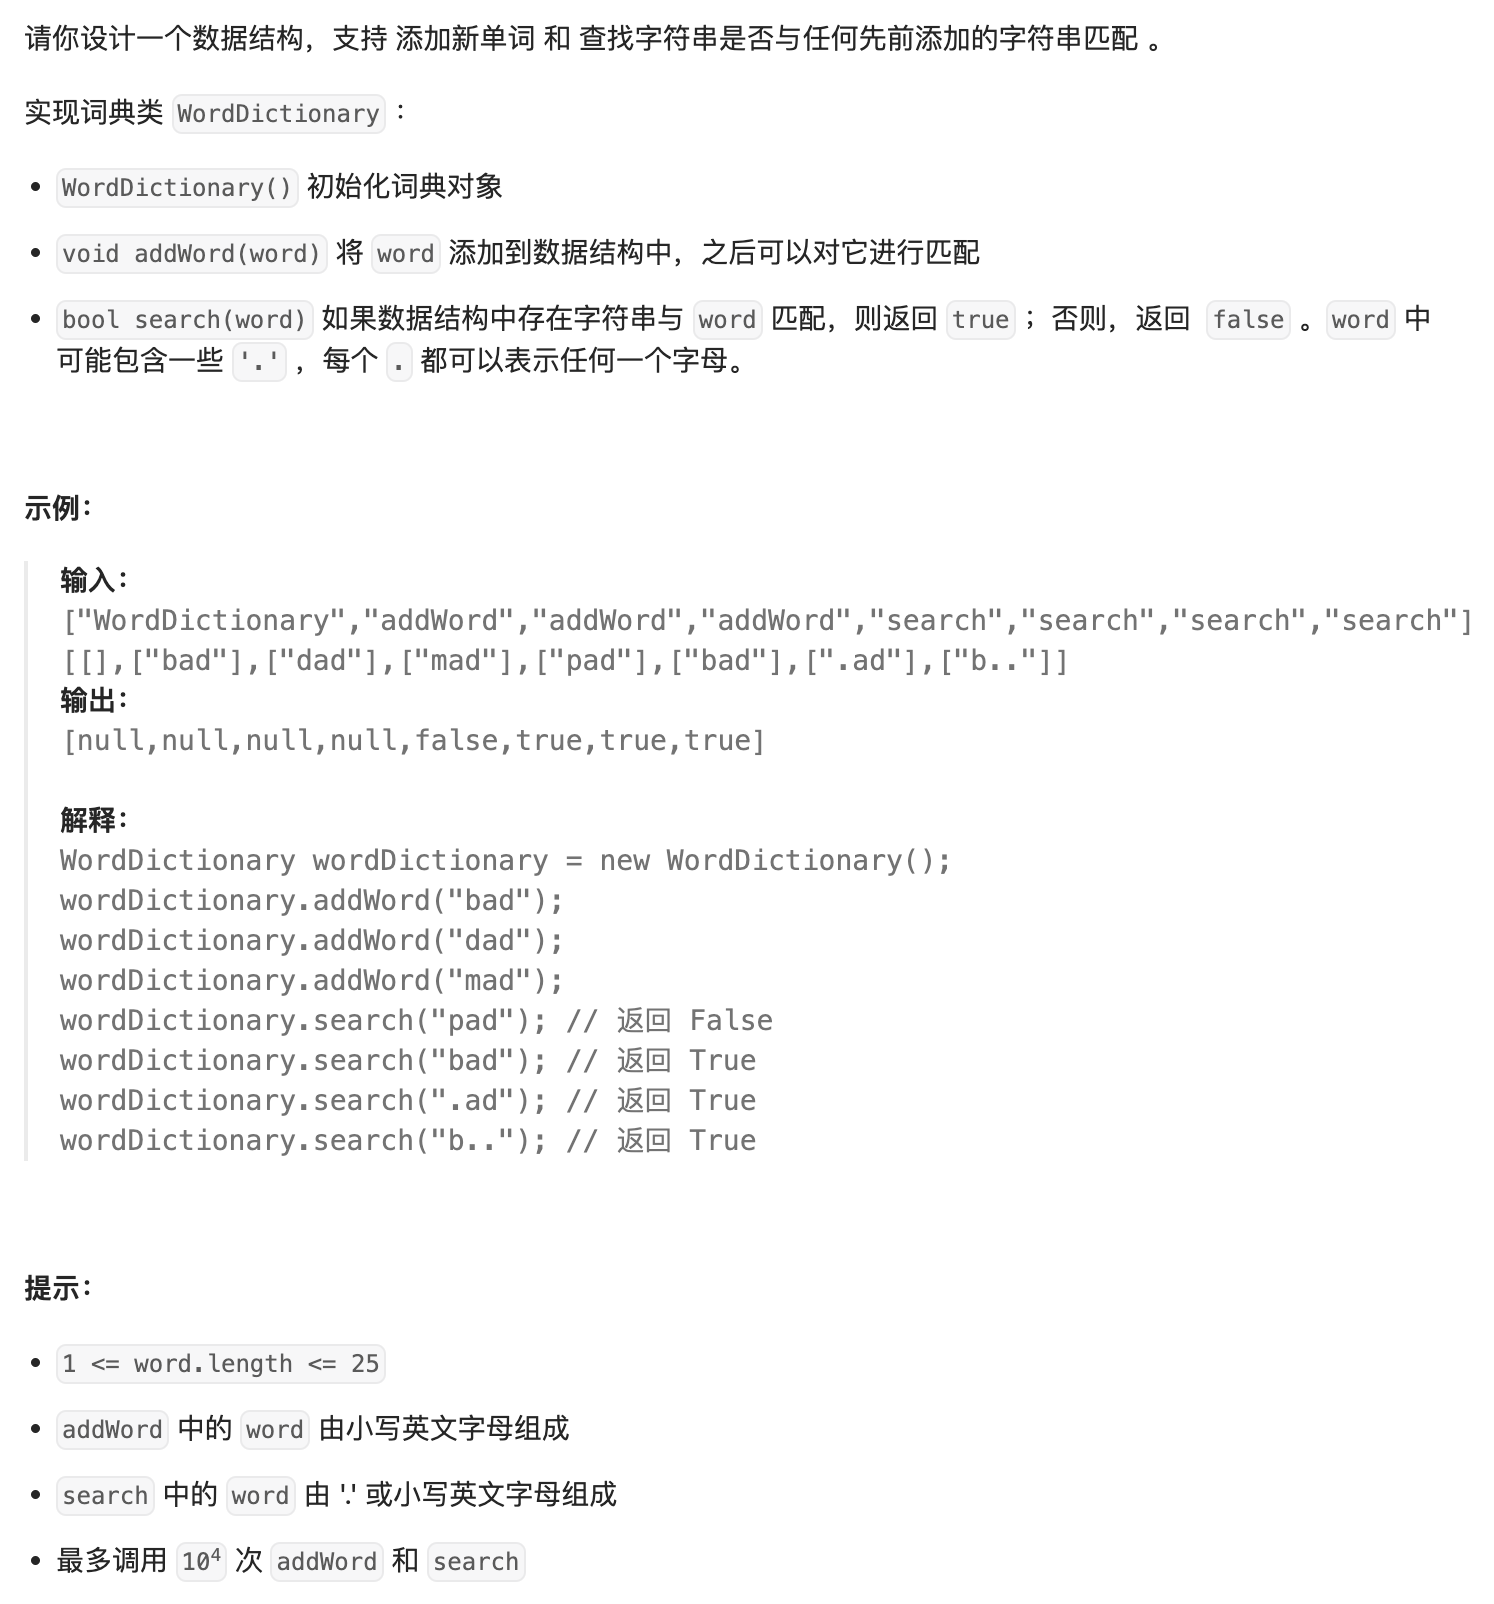 请你设计一个数据结构，支持 添加新单词 和 查找字符串是否与任何先前添加的字符串匹配 。
实现词典类 WordDictionary ：
• WordDictionary() 初始化词典对象
• void addWord(word) 将 word 添加到数据结构中，之后可以对它进行匹配
• bool search(word) 如果数据结构中存在字符串与 word 匹配，则返回 true ；否则，返回 false 。word 中
可能包含一些 '.' ，每个 . 都可以表示任何一个字母。
示例：
输入：
["WordDictionary","addWord","addWord","addWord","search","search","search","search"]
[[],["bad"],["dad"],["mad"],["pad"],["bad"],[".ad"],["b.."]]
输出：
[null,null,null,null,false,true,true,true]
解释：
WordDictionary wordDictionary = new WordDictionary();
wordDictionary.addWord("bad");
wordDictionary.addWord("dad");
wordDictionary.addWord("mad");
wordDictionary.search("pad"); // 返回 False
wordDictionary.search("bad"); // 返回 True
wordDictionary.search(".ad"); // 返回 True
wordDictionary.search("b.."); // 返回 True
提示：
• 1 <= word.length <= 25
• addWord 中的 word 由小写英文字母组成
• search 中的 word 由 '.' 或小写英文字母组成
• 最多调用 10⁴ 次 addWord 和 search